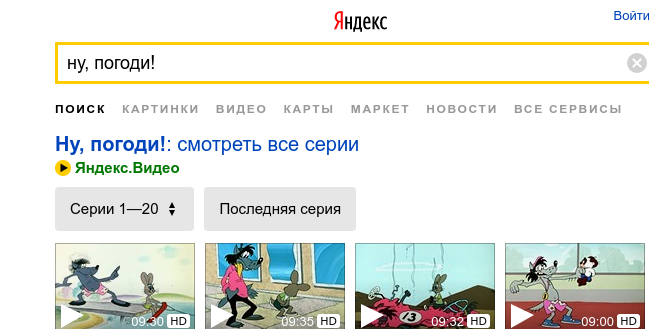 Яндекс
Войти
ну, погоди!
ПОИСК КАРТИНКИ ВИДЕО КАРТЫ МАРКЕТ НОВОСТИ ВСЕ СЕРВИСЫ
Ну, погоди!: смотреть все серии
Яндекс.Видео
Серии 1—20 Последняя серия
09:30 HD 09:35 HD 09:32 HD 09:00 HD
13